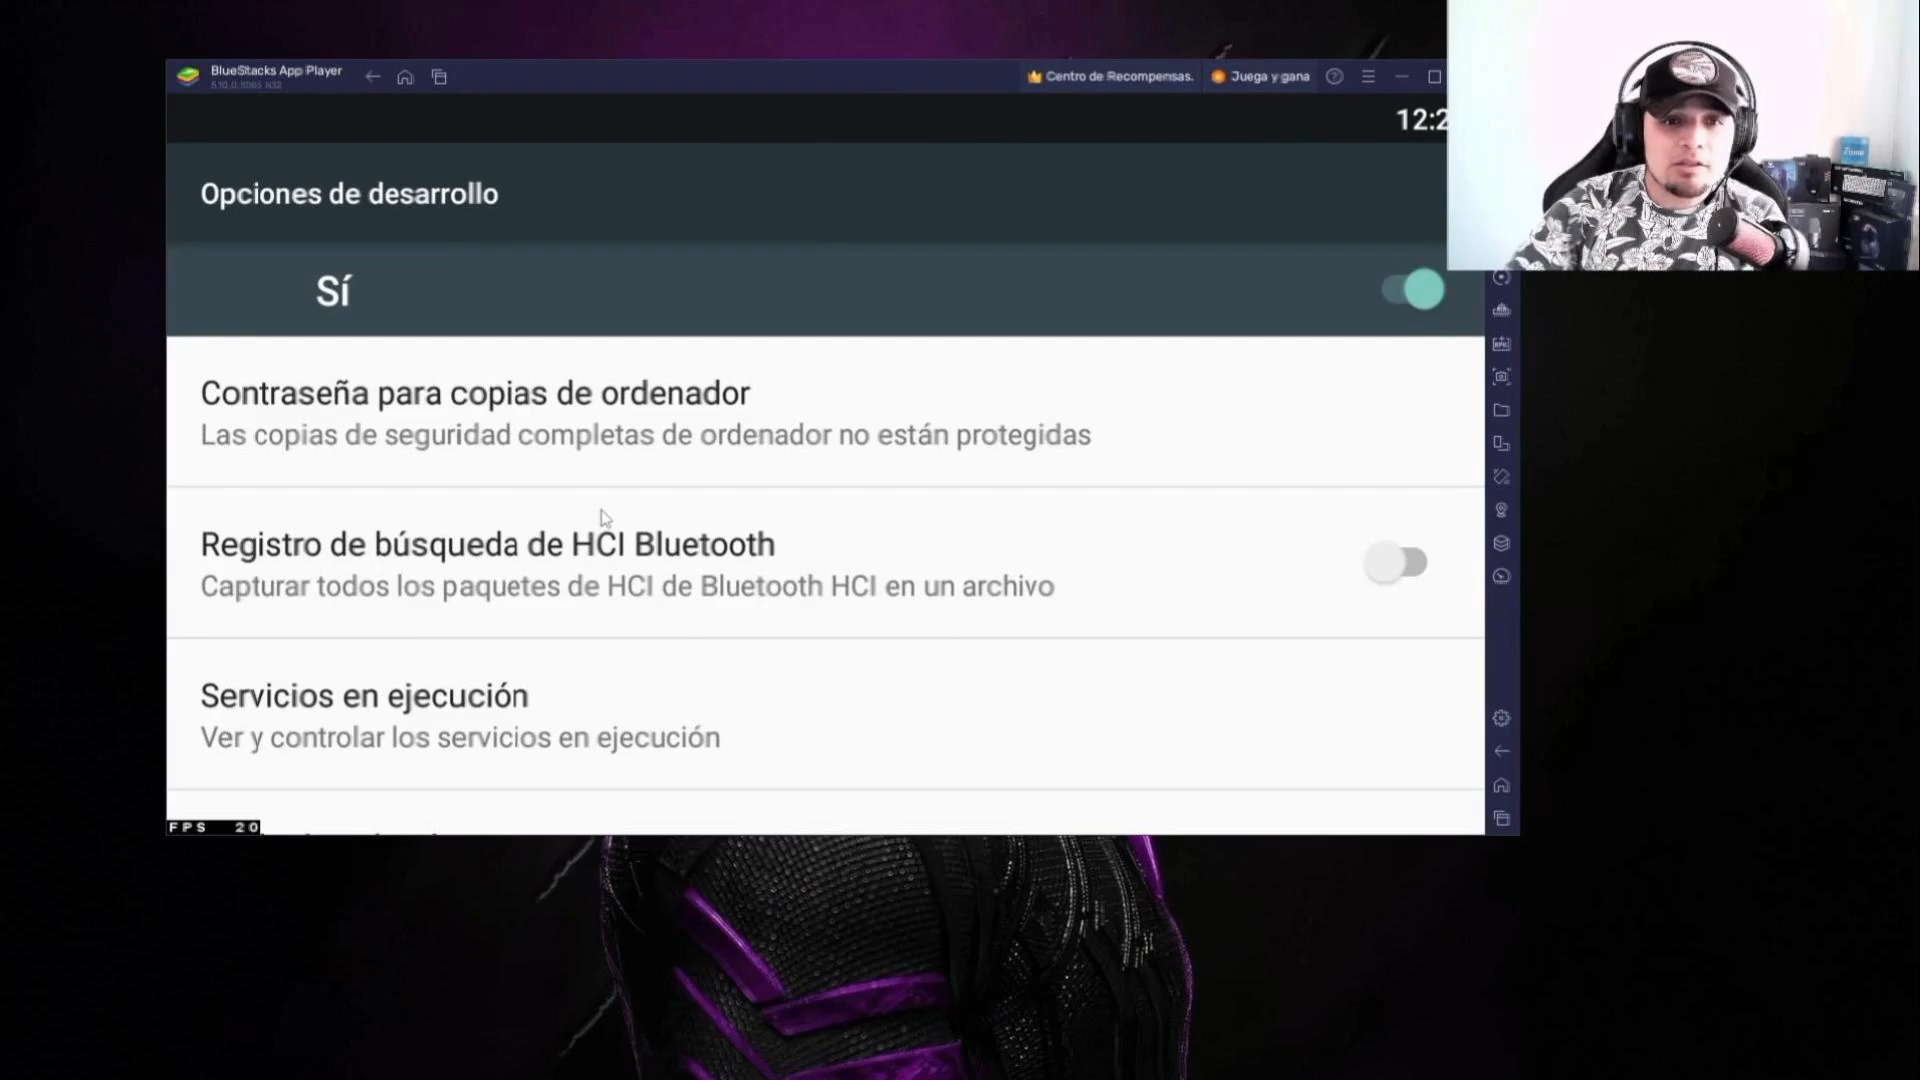 BlueStacks App Player
Centro de Recompensas.
Juega y gana
12:2
Opciones de desarrollo
Sí
Contraseña para copias de ordenador
Las copias de seguridad completas de ordenador no están protegidas
Registro de búsqueda de HCI Bluetooth
Capturar todos los paquetes de HCI de Bluetooth HCI en un archivo
Servicios en ejecución
Ver y controlar los servicios en ejecución
FPS 20